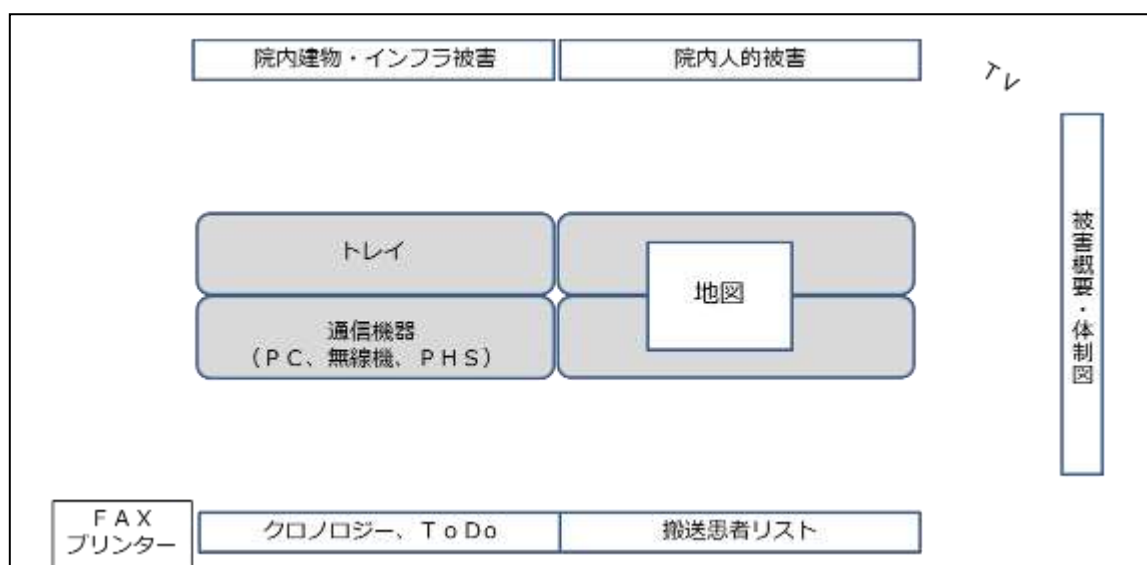 院内建物・インフラ被害
院内人的被害
ＴＶ
トレイ
地図
通信機器
（ＰＣ、無線機、ＰＨＳ）
被害概要・体制図
ＦＡＸ
プリンター
クロノロジー、ＴｏＤｏ
搬送患者リスト